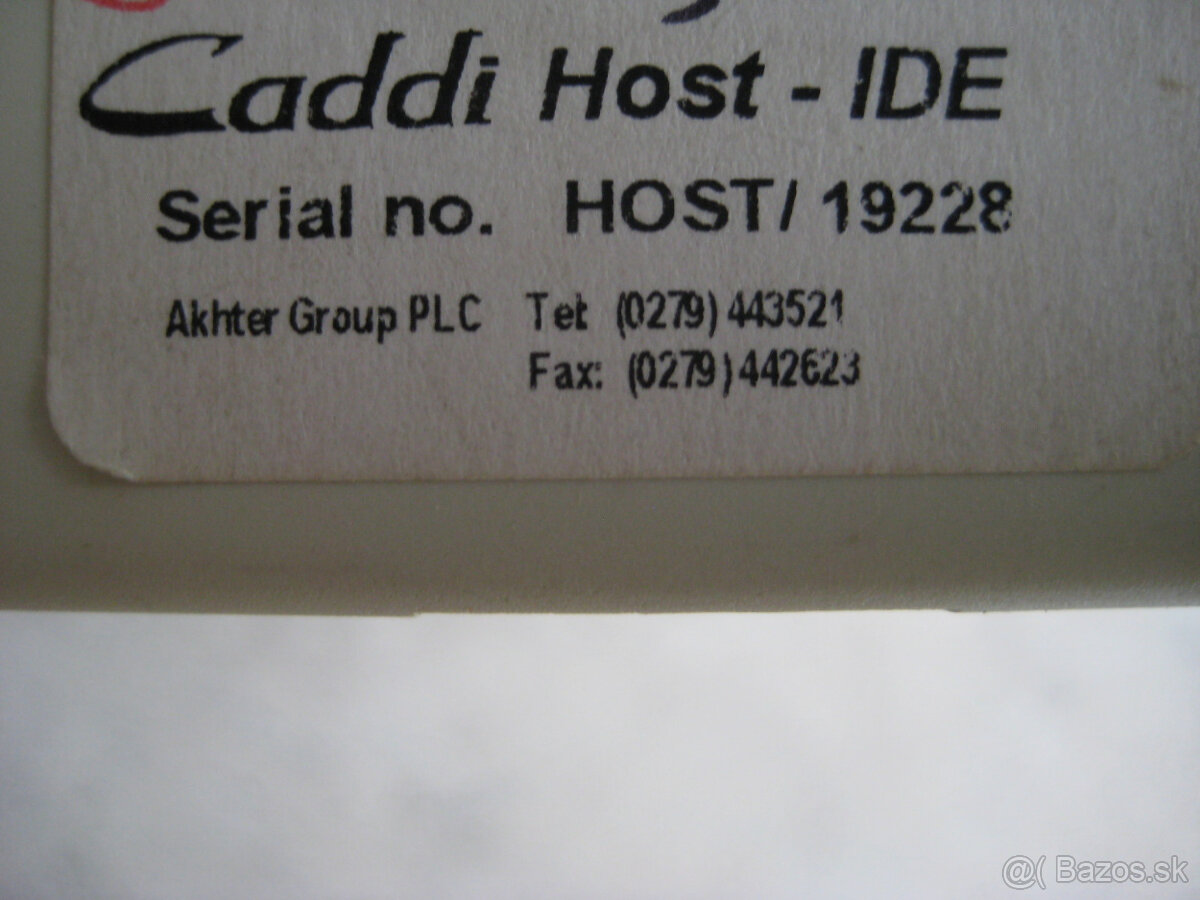 Caddi Host - IDE
Serial no. HOST/ 19228
Akhter Group PLC Tel: (0279) 443521
Fax: (0279) 442623
@( Bazos.sk